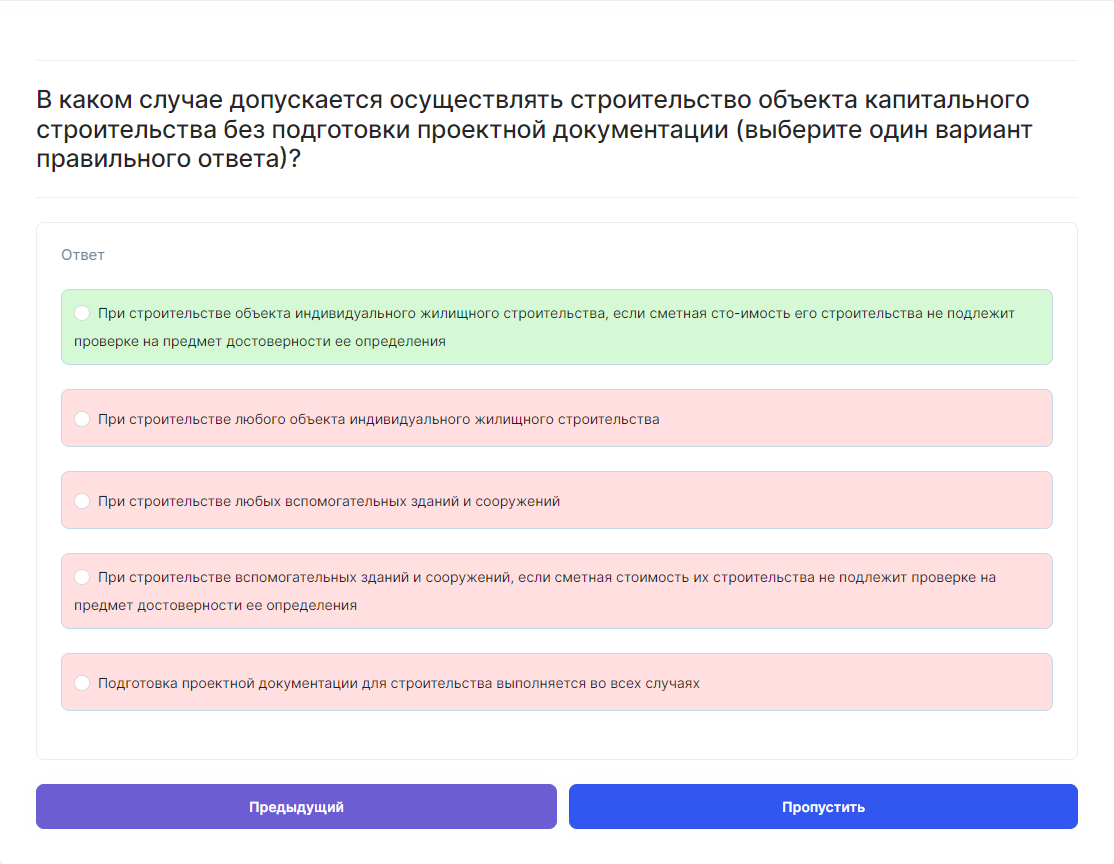 В каком случае допускается осуществлять строительство объекта капитального
строительства без подготовки проектной документации (выберите один вариант
правильного ответа)?
Ответ
При строительстве объекта индивидуального жилищного строительства, если сметная сто-имость его строительства не подлежит
проверке на предмет достоверности ее определения
При строительстве любого объекта индивидуального жилищного строительства
При строительстве любых вспомогательных зданий и сооружений
При строительстве вспомогательных зданий и сооружений, если сметная стоимость их строительства не подлежит проверке на
предмет достоверности ее определения
Подготовка проектной документации для строительства выполняется во всех случаях
Предыдущий
Пропустить